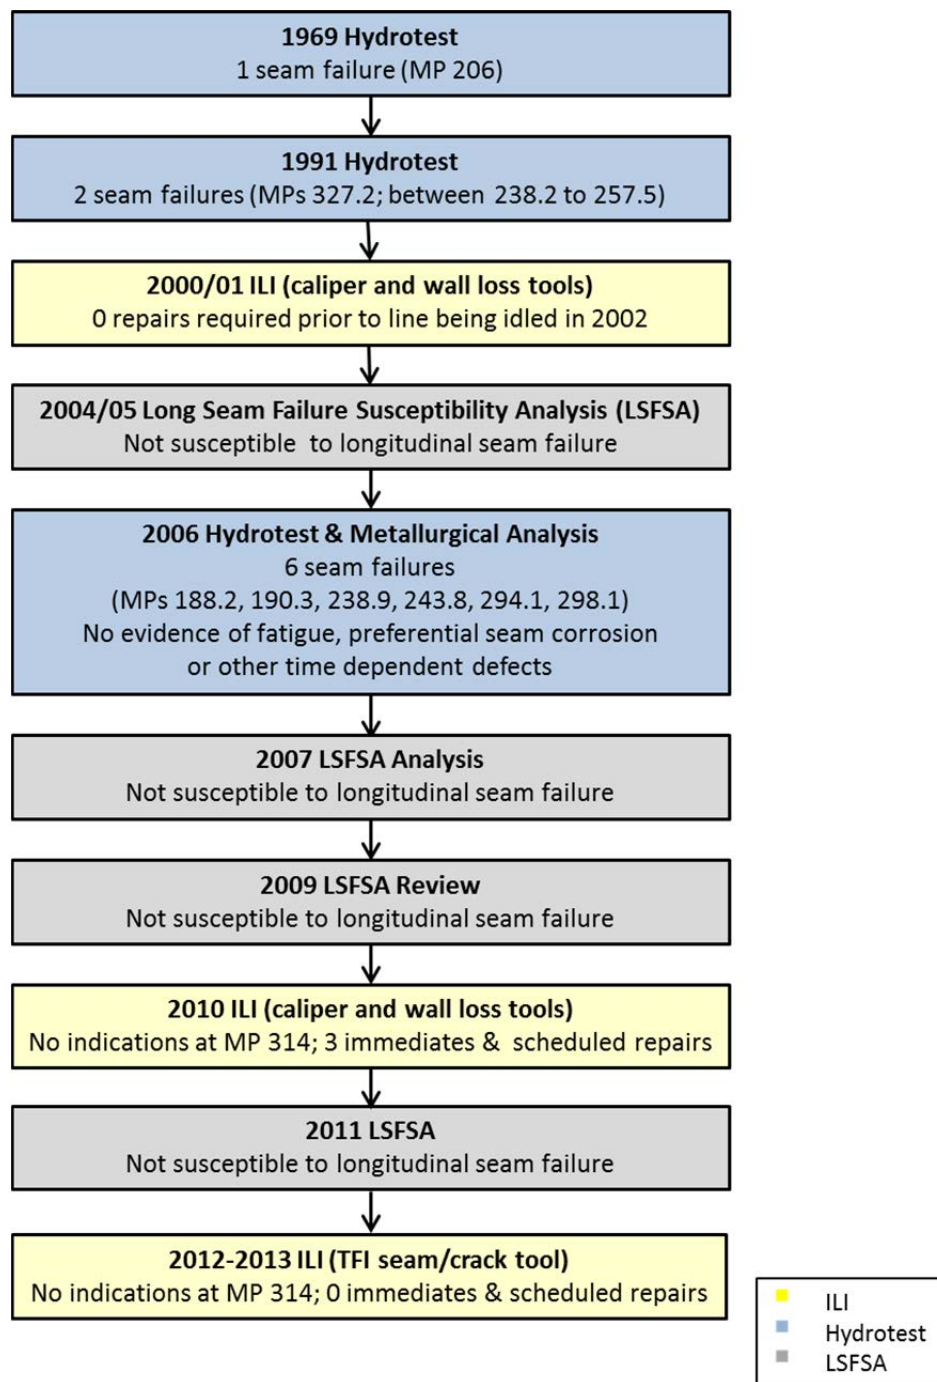 1969 Hydrotest
1 seam failure (MP 206)
1991 Hydrotest
2 seam failures (MPs 327.2; between 238.2 to 257.5)
2000/01 ILI (caliper and wall loss tools)
0 repairs required prior to line being idled in 2002
2004/05 Long Seam Failure Susceptibility Analysis (LSFSA)
Not susceptible to longitudinal seam failure
2006 Hydrotest & Metallurgical Analysis
6 seam failures
(MPs 188.2, 190.3, 238.9, 243.8, 294.1, 298.1)
No evidence of fatigue, preferential seam corrosion
or other time dependent defects
2007 LSFSA Analysis
Not susceptible to longitudinal seam failure
2009 LSFSA Review
Not susceptible to longitudinal seam failure
2010 ILI (caliper and wall loss tools)
No indications at MP 314; 3 immediates & scheduled repairs
2011 LSFSA
Not susceptible to longitudinal seam failure
2012-2013 ILI (TFI seam/crack tool)
No indications at MP 314; 0 immediates & scheduled repairs
ILI
Hydrotest
LSFSA